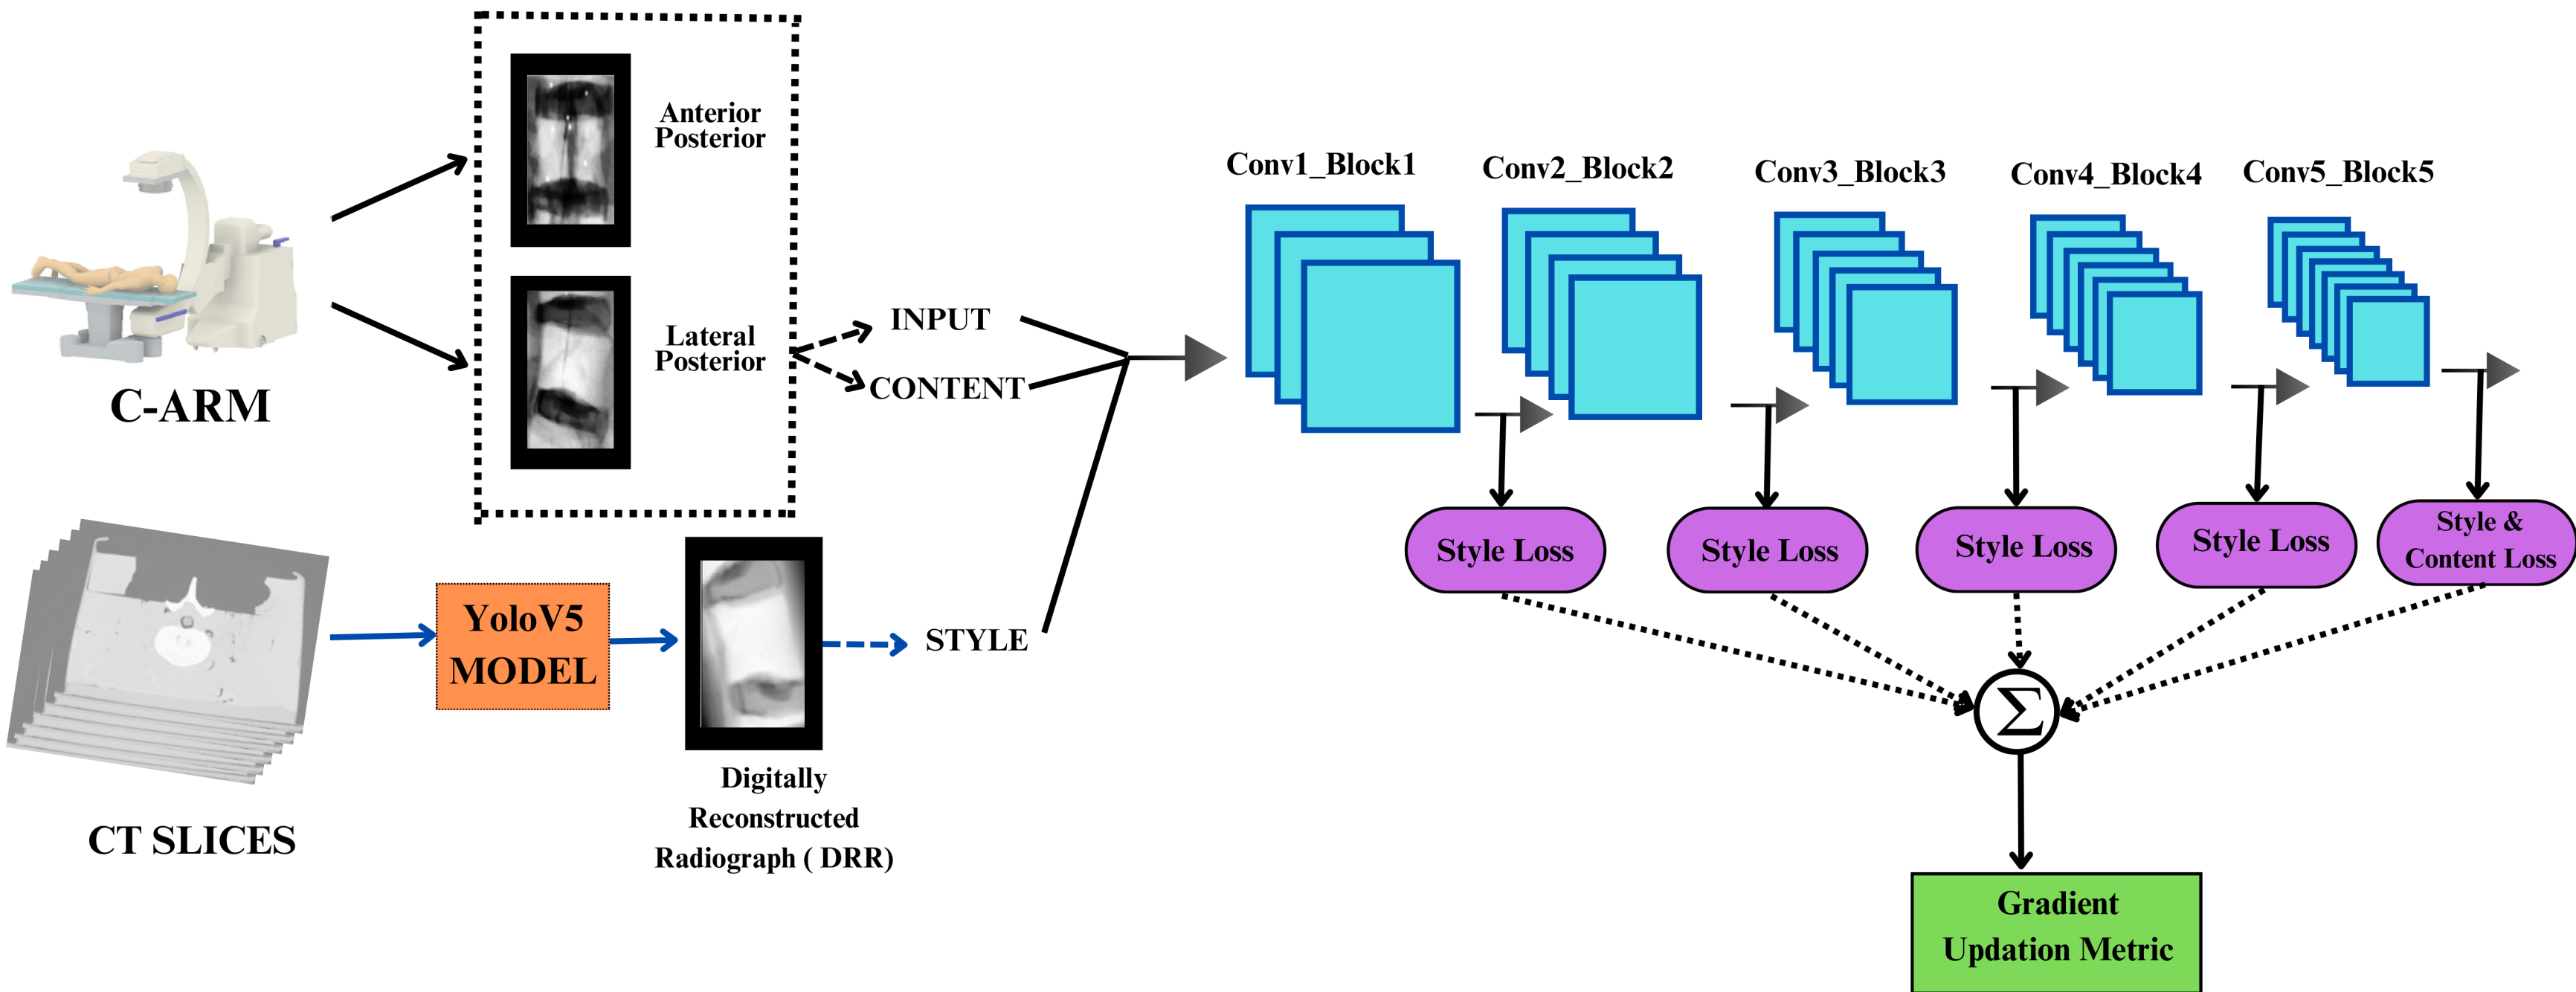 Anterior
Posterior
Lateral
Posterior
C-ARM
INPUT
CONTENT
STYLE
CT SLICES
YoloV5
MODEL
Digitally
Reconstructed
Radiograph ( DRR)
Conv1_Block1
Conv2_Block2
Conv3_Block3
Conv4_Block4
Conv5_Block5
Style Loss
Style Loss
Style Loss
Style Loss
Style &
Content Loss
Σ
Gradient
Updation Metric